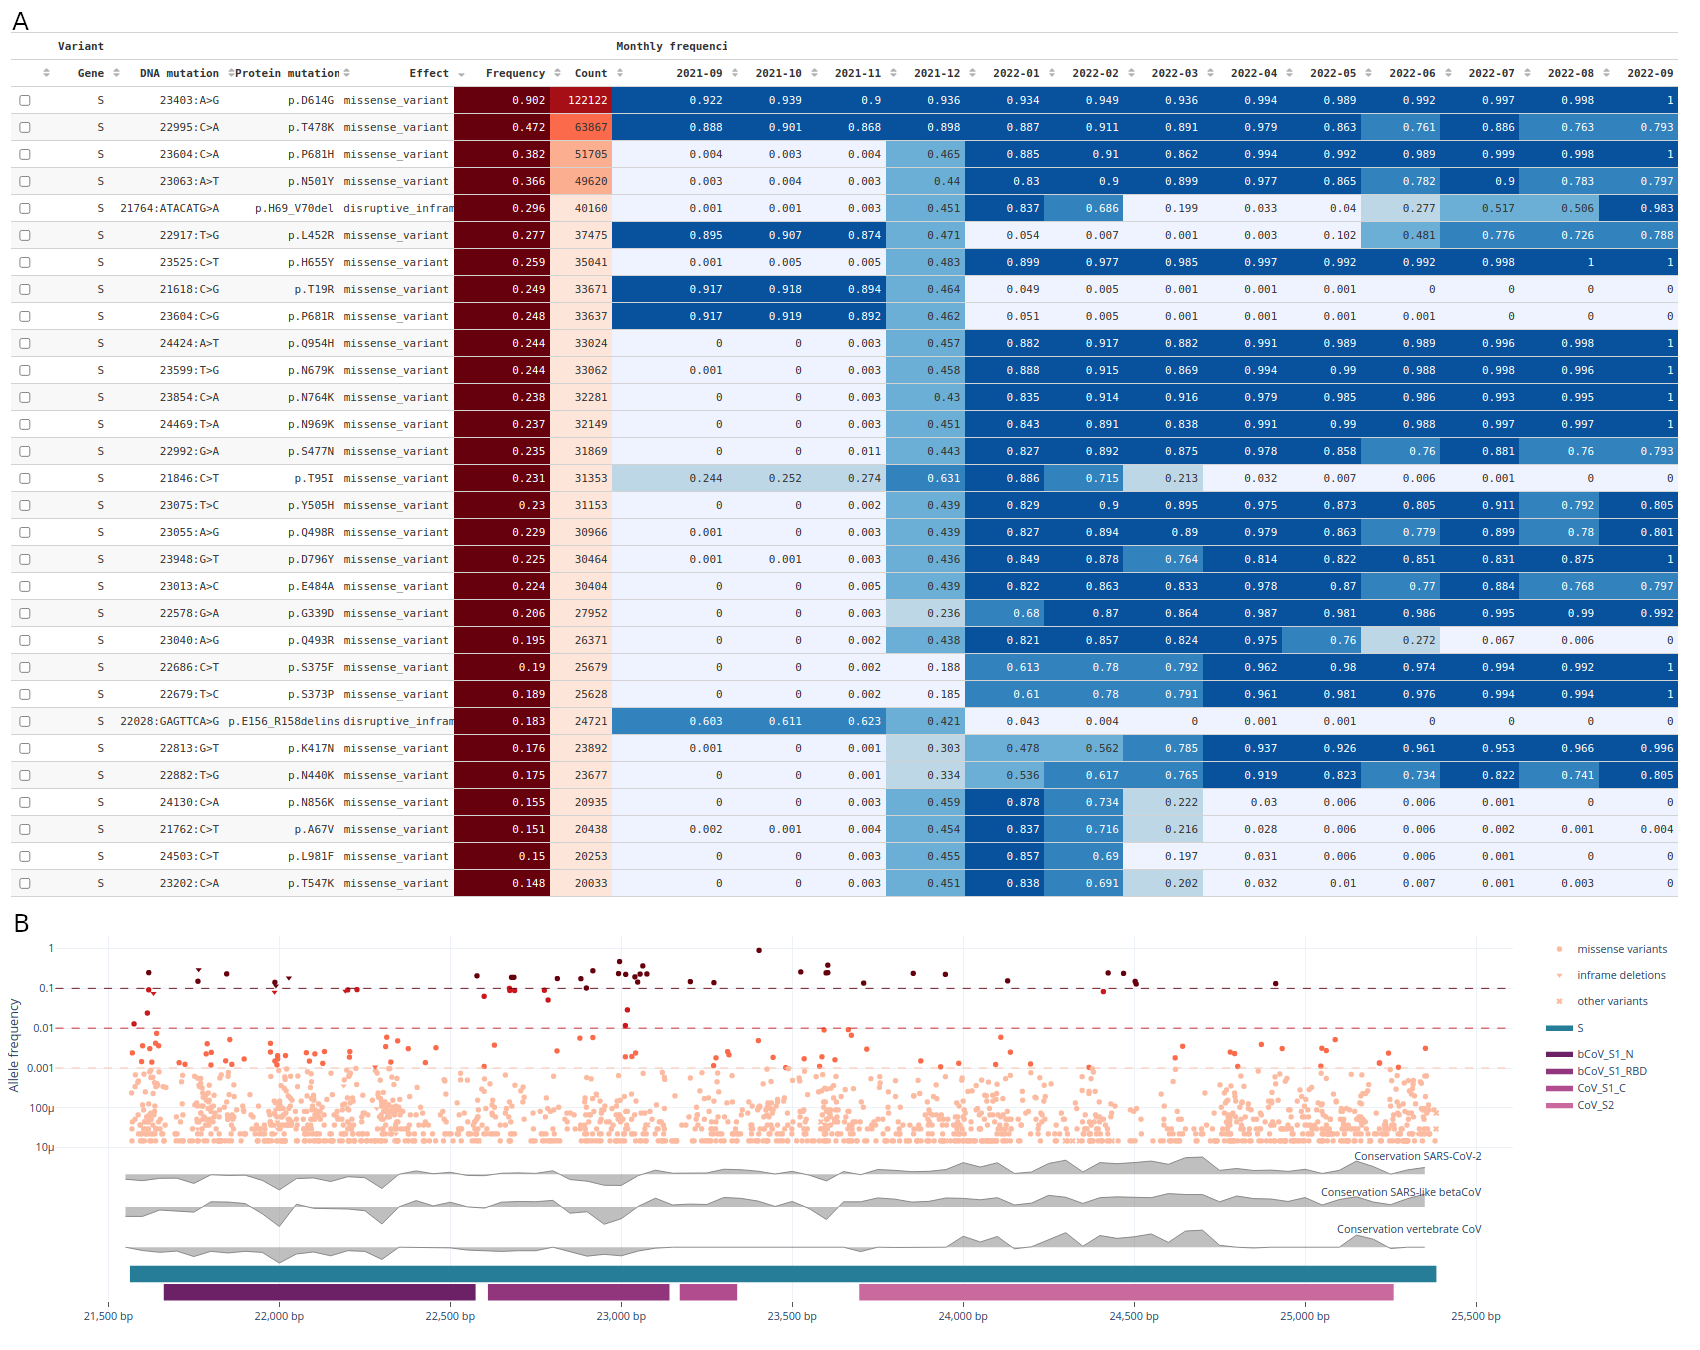 A
Variant Monthly frequenci
Gene DNA mutation Protein mutation Effect Frequency Count 2021-09 2021-10 2021-11 2021-12 2022-01 2022-02 2022-03 2022-04 2022-05 2022-06 2022-07 2022-08 2022-09
S 23403:A>G p.D614G missense_variant 0.902 122122 0.922 0.939 0.9 0.936 0.934 0.949 0.936 0.994 0.989 0.992 0.997 0.998 1
S 22995:C>A p.T478K missense_variant 0.472 63867 0.888 0.901 0.868 0.898 0.887 0.911 0.891 0.979 0.863 0.761 0.886 0.763 0.793
S 23604:C>A p.P681H missense_variant 0.382 51705 0.004 0.003 0.004 0.465 0.885 0.91 0.862 0.994 0.992 0.989 0.999 0.998 1
S 23063:A>T p.N501Y missense_variant 0.366 49620 0.003 0.004 0.003 0.44 0.83 0.9 0.899 0.977 0.865 0.782 0.9 0.783 0.797
S 21764:ATACATG>A p.H69_V70del disruptive_infram 0.296 40160 0.001 0.001 0.003 0.451 0.837 0.686 0.199 0.033 0.04 0.277 0.517 0.506 0.983
S 22917:T>G p.L452R missense_variant 0.277 37475 0.895 0.907 0.874 0.471 0.054 0.007 0.001 0.003 0.102 0.481 0.776 0.726 0.788
S 23525:C>T p.H655Y missense_variant 0.259 35041 0.001 0.005 0.005 0.483 0.899 0.977 0.985 0.997 0.992 0.992 0.998 1 1
S 21618:C>G p.T19R missense_variant 0.249 33671 0.917 0.918 0.894 0.464 0.049 0.005 0.001 0.001 0.001 0 0 0 0
S 23604:C>G p.P681R missense_variant 0.248 33637 0.917 0.919 0.892 0.462 0.051 0.005 0.001 0.001 0.001 0.001 0 0 0
S 24424:A>T p.Q954H missense_variant 0.244 33024 0 0 0.003 0.457 0.882 0.917 0.882 0.991 0.989 0.989 0.996 0.998 1
S 23599:T>G p.N679K missense_variant 0.244 33062 0.001 0 0.003 0.458 0.888 0.915 0.869 0.994 0.99 0.988 0.998 0.996 1
S 23854:C>A p.N764K missense_variant 0.238 32281 0 0 0.003 0.43 0.835 0.914 0.916 0.979 0.985 0.986 0.993 0.995 1
S 24469:T>A p.N969K missense_variant 0.237 32149 0 0 0.003 0.451 0.843 0.891 0.838 0.991 0.99 0.988 0.997 0.997 1
S 22992:G>A p.S477N missense_variant 0.235 31869 0 0 0.011 0.443 0.827 0.892 0.875 0.978 0.858 0.76 0.881 0.76 0.793
S 21846:C>T p.T95I missense_variant 0.231 31353 0.244 0.252 0.274 0.631 0.886 0.715 0.213 0.032 0.007 0.006 0.001 0 0
S 23075:T>C p.Y505H missense_variant 0.23 31153 0 0 0.002 0.439 0.829 0.9 0.895 0.975 0.873 0.805 0.911 0.792 0.805
S 23055:A>G p.Q498R missense_variant 0.229 30966 0.001 0 0.003 0.439 0.827 0.894 0.89 0.979 0.863 0.779 0.899 0.78 0.801
S 23948:G>T p.D796Y missense_variant 0.225 30464 0.001 0.001 0.003 0.436 0.849 0.878 0.764 0.814 0.822 0.851 0.831 0.875 1
S 23013:A>C p.E484A missense_variant 0.224 30404 0 0 0.005 0.439 0.822 0.863 0.833 0.978 0.87 0.77 0.884 0.768 0.797
S 22578:G>A p.G339D missense_variant 0.206 27952 0 0 0.003 0.236 0.68 0.87 0.864 0.987 0.981 0.986 0.995 0.99 0.992
S 23040:A>G p.Q493R missense_variant 0.195 26371 0 0 0.002 0.438 0.821 0.857 0.824 0.975 0.76 0.272 0.067 0.006 0
S 22686:C>T p.S375F missense_variant 0.19 25679 0 0 0.002 0.188 0.613 0.78 0.792 0.962 0.98 0.974 0.994 0.992 1
S 22679:T>C p.S373P missense_variant 0.189 25628 0 0 0.002 0.185 0.61 0.78 0.791 0.961 0.981 0.976 0.994 0.994 1
S 22028:GAGTTCA>G p.E156_R158delins disruptive_infram 0.183 24721 0.603 0.611 0.623 0.421 0.043 0.004 0 0.001 0.001 0 0 0 0
S 22813:G>T p.K417N missense_variant 0.176 23892 0.001 0 0.001 0.303 0.478 0.562 0.785 0.937 0.926 0.961 0.953 0.966 0.996
S 22882:T>G p.N440K missense_variant 0.175 23677 0 0 0.001 0.334 0.536 0.617 0.765 0.919 0.823 0.734 0.822 0.741 0.805
S 24130:C>A p.N856K missense_variant 0.155 20935 0 0 0.003 0.459 0.878 0.734 0.222 0.03 0.006 0.006 0.001 0 0
S 21762:C>T p.A67V missense_variant 0.151 20438 0.002 0.001 0.004 0.454 0.837 0.716 0.216 0.028 0.006 0.006 0.002 0.001 0.004
S 24503:C>T p.L981F missense_variant 0.15 20253 0 0 0.003 0.455 0.857 0.69 0.197 0.031 0.006 0.006 0.001 0 0
S 23202:C>A p.T547K missense_variant 0.148 20033 0 0 0.003 0.451 0.838 0.691 0.202 0.032 0.01 0.007 0.001 0.003 0
B
Allele frequency
1
0.1
0.01
0.001
100µ
10µ
missense variants
inframe deletions
other variants
S
bCoV_S1_N
bCoV_S1_RBD
CoV_S1_C
CoV_S2
Conservation SARS-CoV-2
Conservation SARS-like betaCoV
Conservation vertebrate CoV
21,500 bp 22,000 bp 22,500 bp 23,000 bp 23,500 bp 24,000 bp 24,500 bp 25,000 bp 25,500 bp